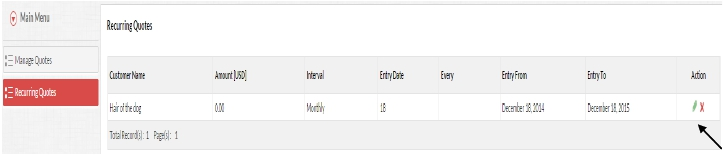 Main Menu
Manage Quotes
Recurring Quotes
Recurring Quotes
Customer Name Amount [USD] Interval Entry Date Every Entry From Entry To Action
Hair of the dog 0.00 Monthly 18 December 18, 2014 December 18, 2015
Total Record(s): 1 Page(s): 1